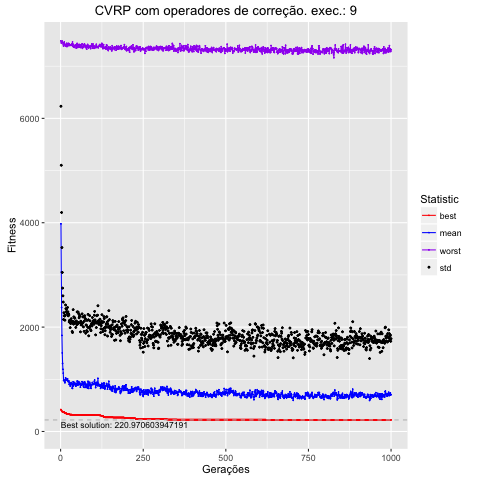 CVRP com operadores de correção. exec.: 9
Fitness
6000
4000
2000
0
Best solution: 220.970603947191
0
250
500
750
1000
Gerações
Statistic
best
mean
worst
std